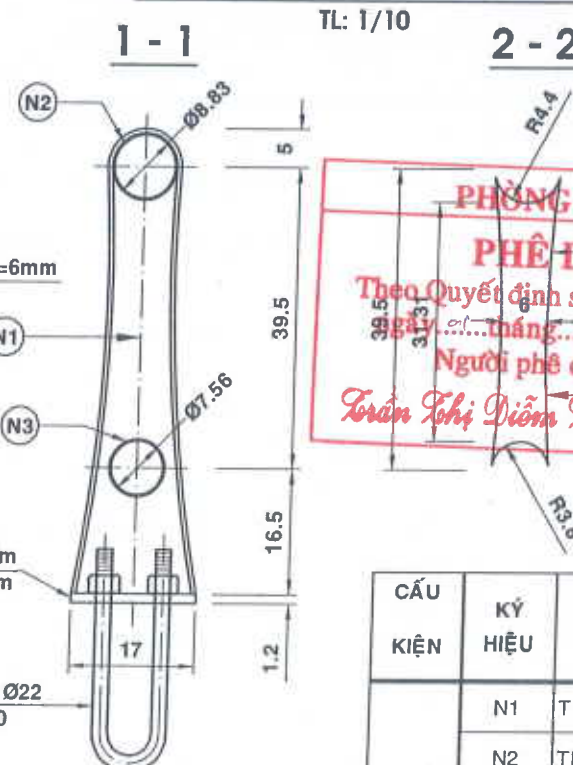 TL: 1/10
1 - 1
2 - 2
N2
Ø8.83
5
R4.4
PHÒNG
PHÊ
=6mm
Theo Quyết định s
39.5
39.5
31.31
6
ngày.....tháng...
N1
Người phê
Trần Thị Diễm
Ø7.56
N3
16.5
R3.8
m
m
17
1.2
Ø22
0
CẤU
KIỆN
KÝ
HIỆU
N1
T
N2